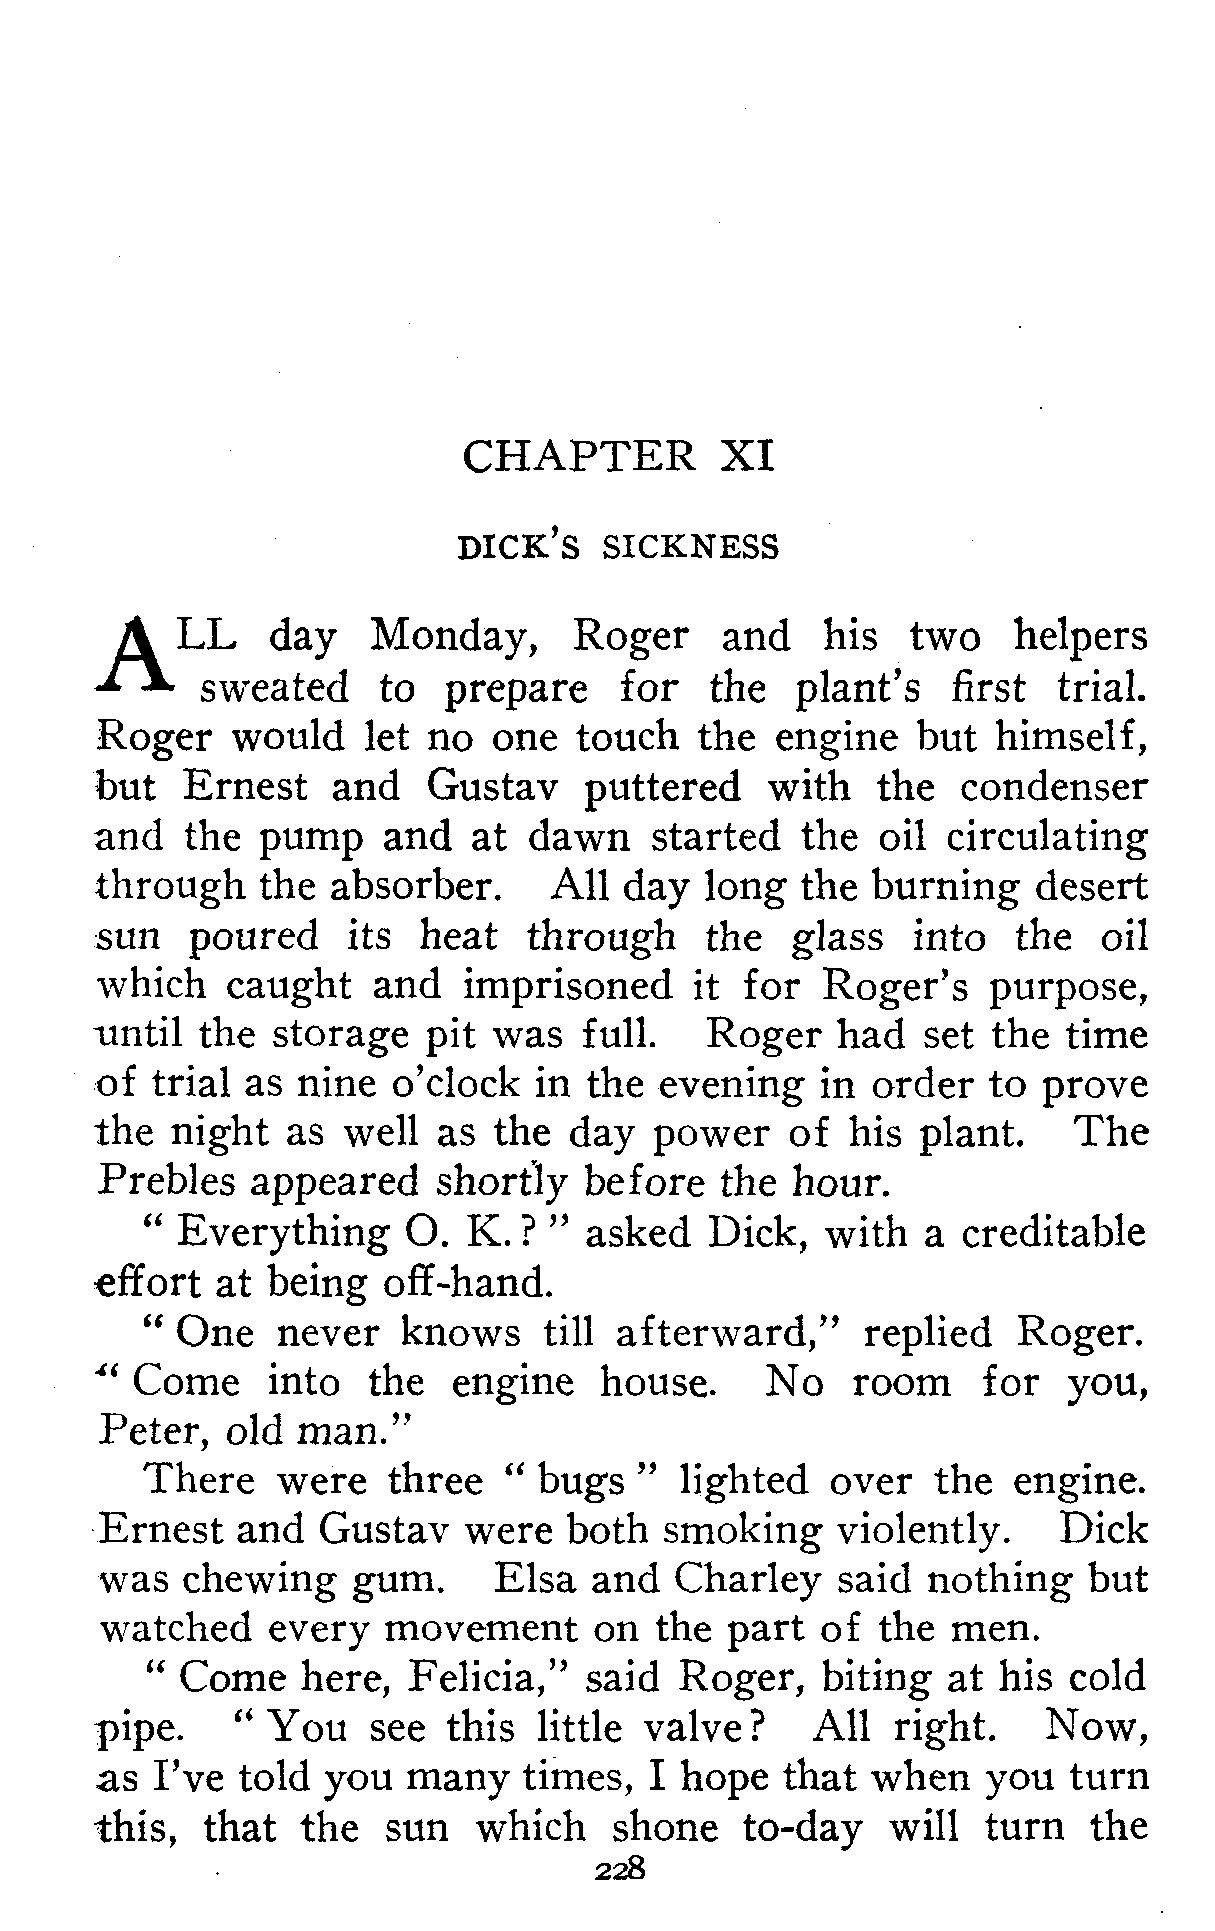 CHAPTER XI
DICK'S SICKNESS
ALL day Monday, Roger and his two helpers
sweated to prepare for the plant's first trial.
Roger would let no one touch the engine but himself,
but Ernest and Gustav puttered with the condenser
and the pump and at dawn started the oil circulating
through the absorber. All day long the burning desert
sun poured its heat through the glass into the oil
which caught and imprisoned it for Roger's purpose,
until the storage pit was full. Roger had set the time
of trial as nine o'clock in the evening in order to prove
the night as well as the day power of his plant. The
Prebles appeared shortly before the hour.
" Everything O. K.? " asked Dick, with a creditable
effort at being off-hand.
" One never knows till afterward," replied Roger.
" Come into the engine house. No room for you,
Peter, old man."
There were three " bugs " lighted over the engine.
Ernest and Gustav were both smoking violently. Dick
was chewing gum. Elsa and Charley said nothing but
watched every movement on the part of the men.
" Come here, Felicia," said Roger, biting at his cold
pipe. " You see this little valve? All right. Now,
as I've told you many times, I hope that when you turn
this, that the sun which shone to-day will turn the
228